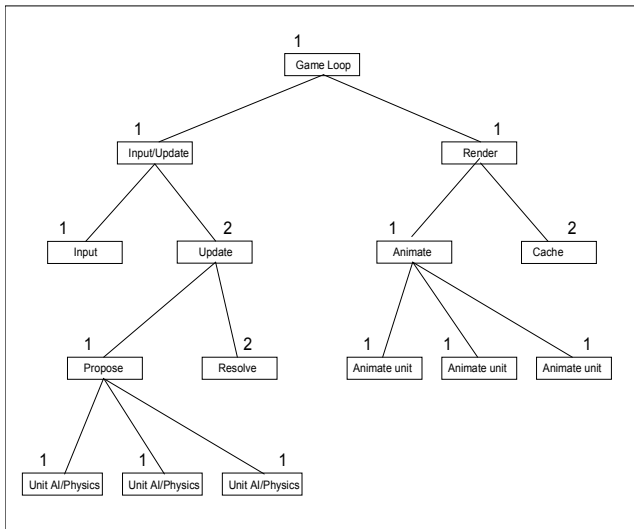 1
Game Loop
1 1
Input/Update Render
1 2 1 2
Input Update Animate Cache
1 2 1 1 1
Propose Resolve Animate unit Animate unit Animate unit
1 1 1
Unit AI/Physics Unit AI/Physics Unit AI/Physics